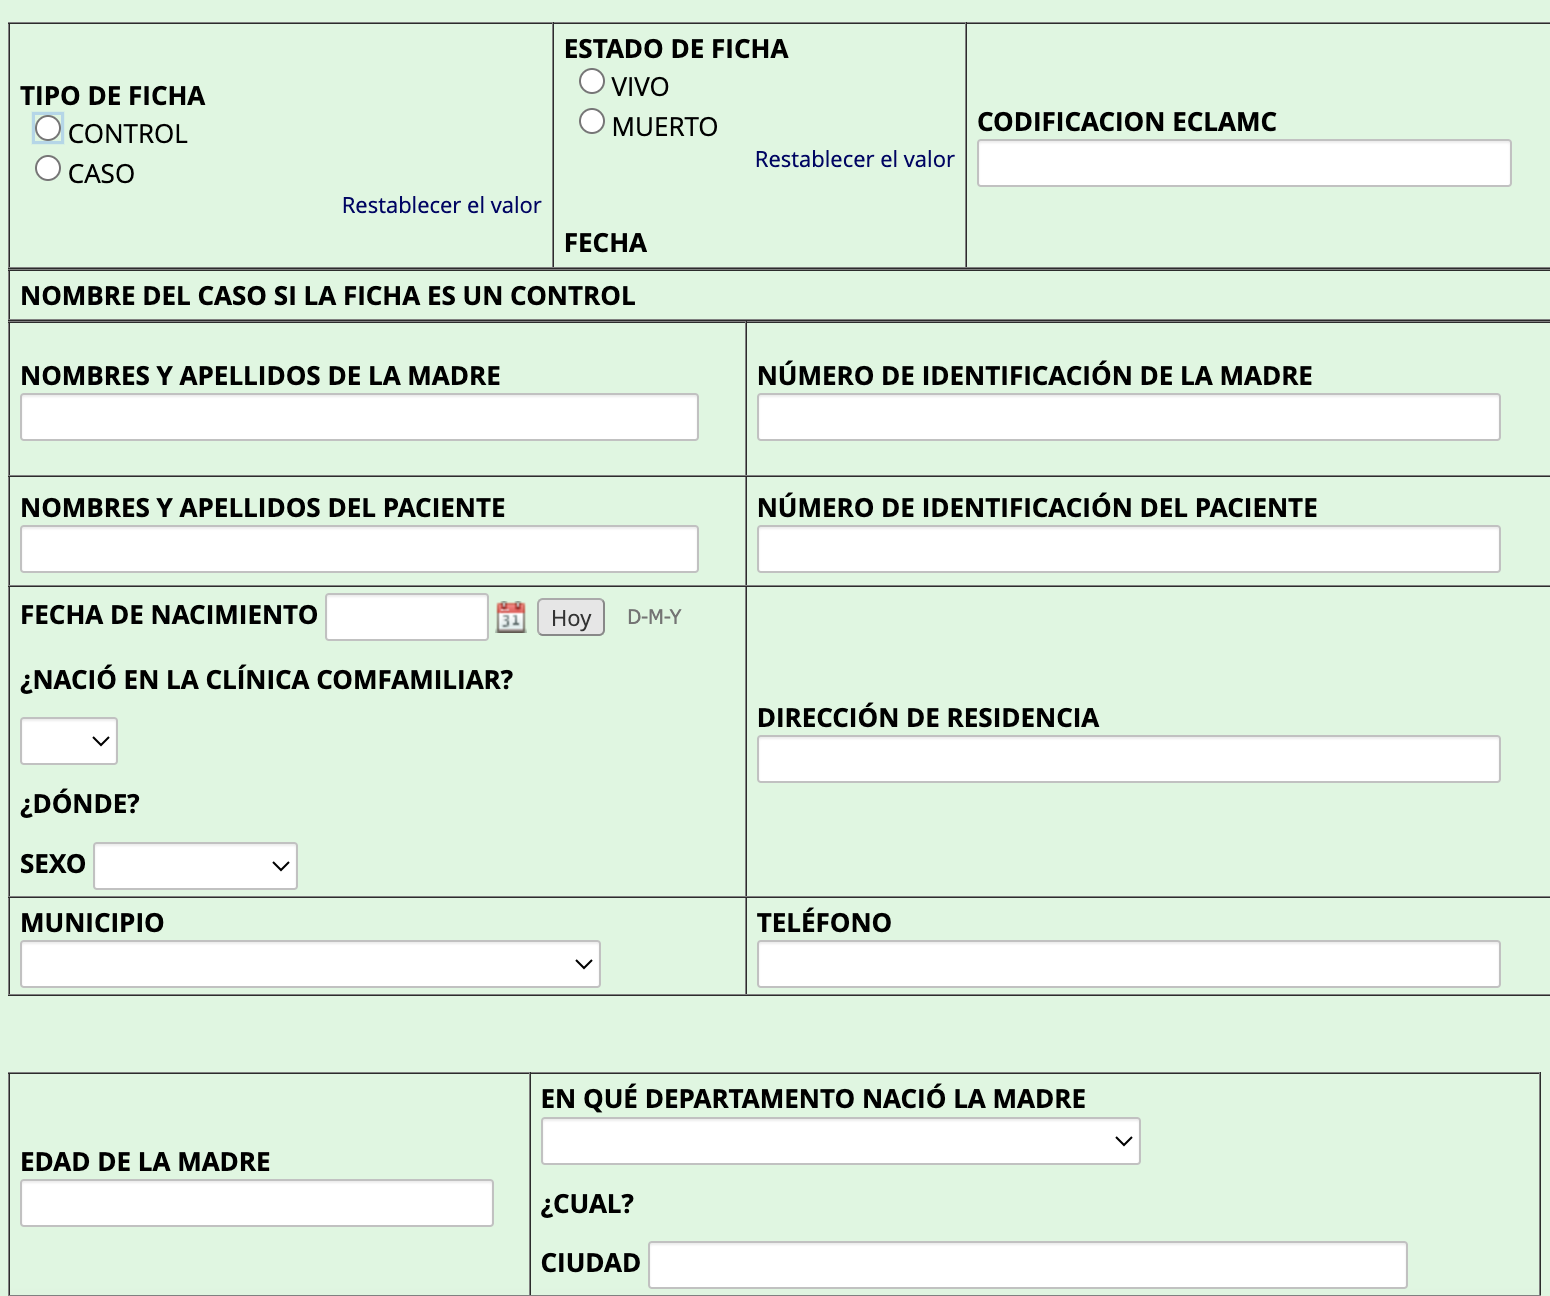 TIPO DE FICHA
CONTROL
CASO
Restablecer el valor
ESTADO DE FICHA
VIVO
MUERTO
Restablecer el valor
FECHA
CODIFICACION ECLAMC
NOMBRE DEL CASO SI LA FICHA ES UN CONTROL
NOMBRES Y APELLIDOS DE LA MADRE
NÚMERO DE IDENTIFICACIÓN DE LA MADRE
NOMBRES Y APELLIDOS DEL PACIENTE
NÚMERO DE IDENTIFICACIÓN DEL PACIENTE
FECHA DE NACIMIENTO 31 Hoy D-M-Y
¿NACIÓ EN LA CLÍNICA COMFAMILIAR?
¿DÓNDE?
SEXO
DIRECCIÓN DE RESIDENCIA
MUNICIPIO
TELÉFONO
EDAD DE LA MADRE
EN QUÉ DEPARTAMENTO NACIÓ LA MADRE
¿CUAL?
CIUDAD